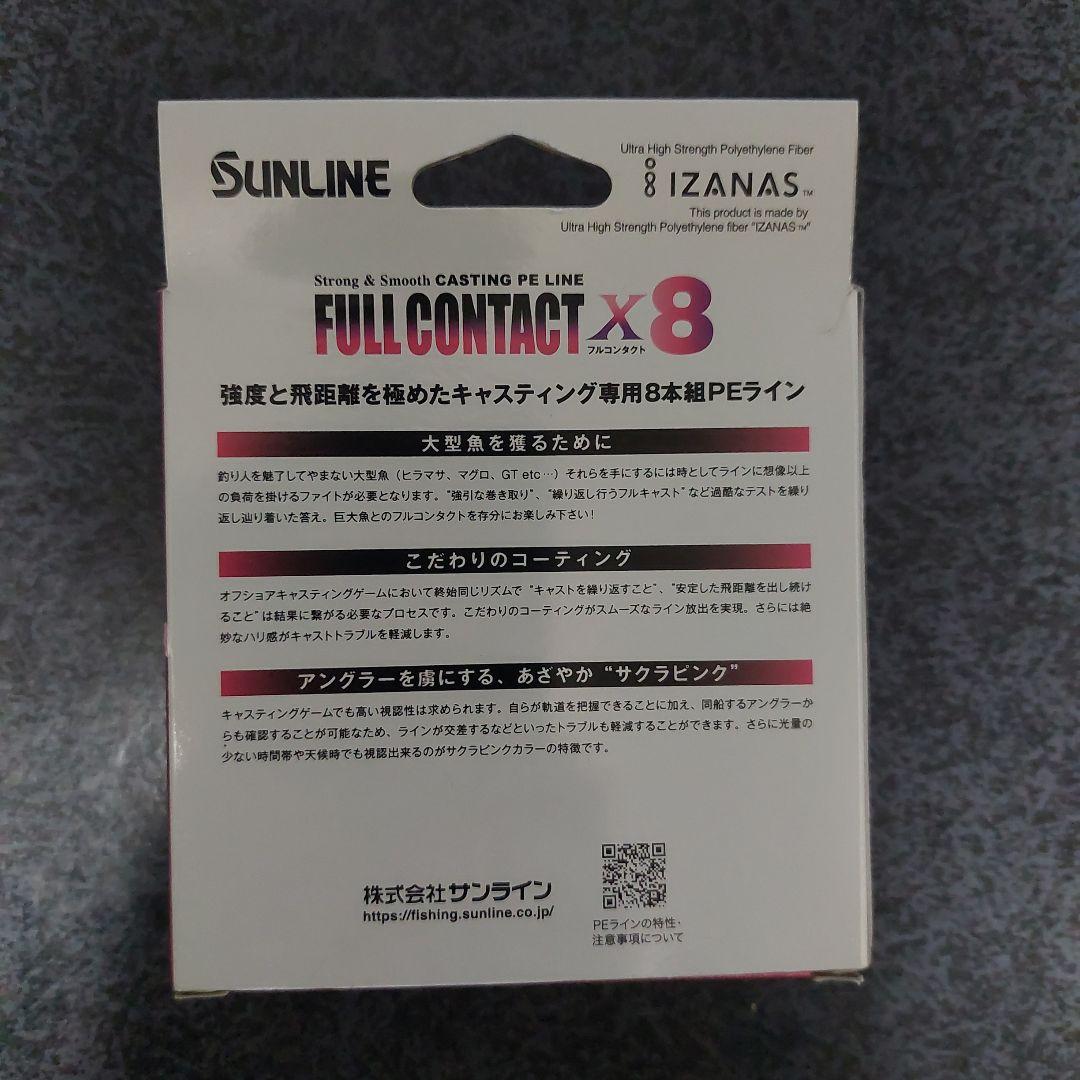 SUNLINE
Ultra High Strength Polyethylene Fiber
IZANAS™
This product is made by
Ultra High Strength Polyethylene fiber "IZANAS™"
Strong & Smooth CASTING PE LINE
FULL CONTACT X8
フルコンタクト
強度と飛距離を極めたキャスティング専用8本組PEライン
大型魚を獲るために
釣り人を魅了してやまない大型魚（ヒラマサ、マグロ、GT etc…）それらを手にするには時としてラインに想像以上
の負荷を掛けるファイトが必要となります。“強引な巻き取り”、“繰り返し行うフルキャスト”など過酷なテストを繰り
返し辿り着いた答え。巨大魚とのフルコンタクトを存分にお楽しみ下さい！
こだわりのコーティング
オフショアキャスティングゲームにおいて終始同じリズムで“キャストを繰り返すこと”、“安定した飛距離を出し続け
ること”は結果に繋がる必要なプロセスです。こだわりのコーティングがスムーズなライン放出を実現。さらには絶
妙なハリ感がキャストトラブルを軽減します。
アングラーを虜にする、あざやか“サクラピンク”
キャスティングゲームでも高い視認性は求められます。自らが軌道を把握できることに加え、同船するアングラーか
らも確認することが可能なため、ラインが交差するなどといったトラブルも軽減することができます。さらに光量の
少ない時間帯や天候時でも視認出来るのがサクラピンクカラーの特徴です。
株式会社サンライン
https://fishing.sunline.co.jp/
PEラインの特性・
注意事項について